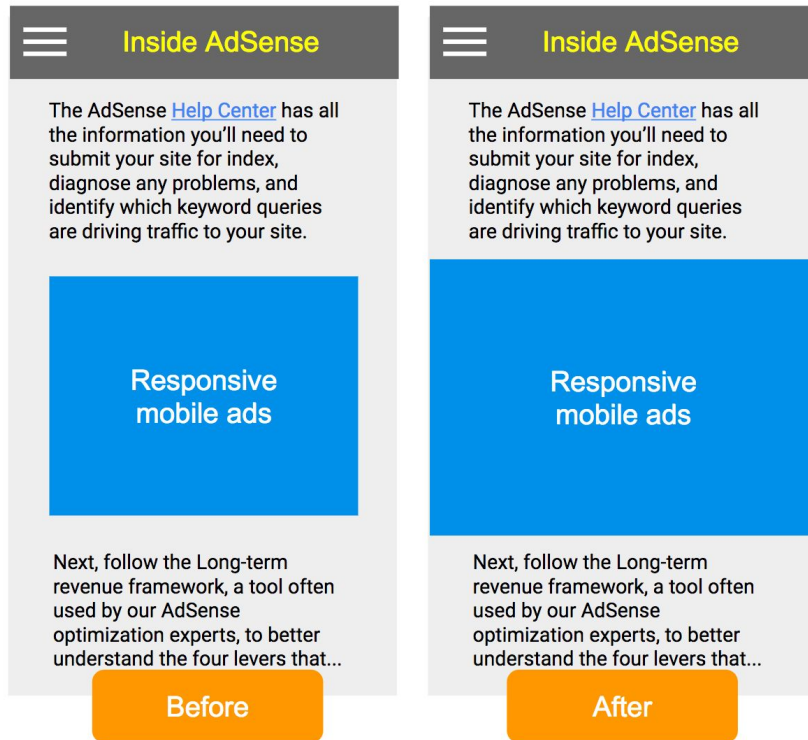 Inside AdSense
The AdSense Help Center has all
the information you'll need to
submit your site for index,
diagnose any problems, and
identify which keyword queries
are driving traffic to your site.
Responsive
mobile ads
Next, follow the Long-term
revenue framework, a tool often
used by our AdSense
optimization experts, to better
understand the four levers that...
Before
Inside AdSense
The AdSense Help Center has all
the information you'll need to
submit your site for index,
diagnose any problems, and
identify which keyword queries
are driving traffic to your site.
Responsive
mobile ads
Next, follow the Long-term
revenue framework, a tool often
used by our AdSense
optimization experts, to better
understand the four levers that...
After